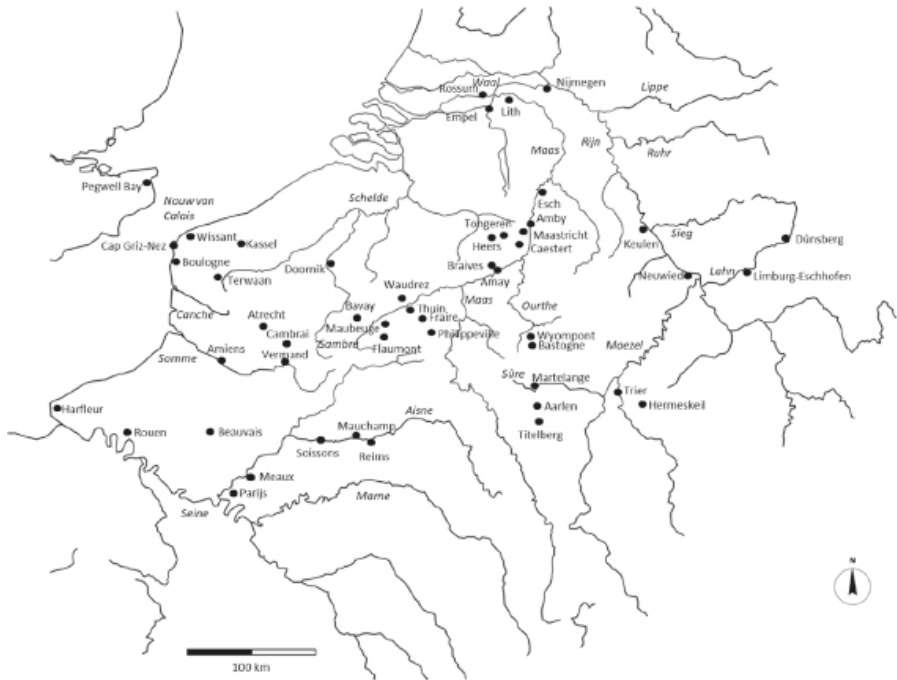 Waal
Nijmegen
Rossum
Lippe
Lith
Empel
Maas
Rijn
Ruhr
Pegwell Bay
Nauw van
Calais
Schelde
Esch
Amby
Tongeren
Maastricht
Heers
Caestert
Keulen
Sieg
Dünsberg
Cap Griz-Nez
Wissant
Kassel
Boulogne
Terwaan
Doornik
Braives
Amay
Neuwied
Lahn
Limburg-Eschhofen
Waudrez
Maas
Ourthe
Canche
Atrecht
Bavay
Thuin
Fraire
Cambrai
Maubeuge
Philippeville
Wyompont
Bastogne
Moezel
Somme
Amiens
Vermand
Sambre
Flaumont
Sûre
Martelange
Trier
Hermeskeil
Harfleur
Aarlen
Titelberg
Rouen
Beauvais
Mauchamp
Aisne
Soissons
Reims
Meaux
Parijs
Marne
Seine
N
100 km